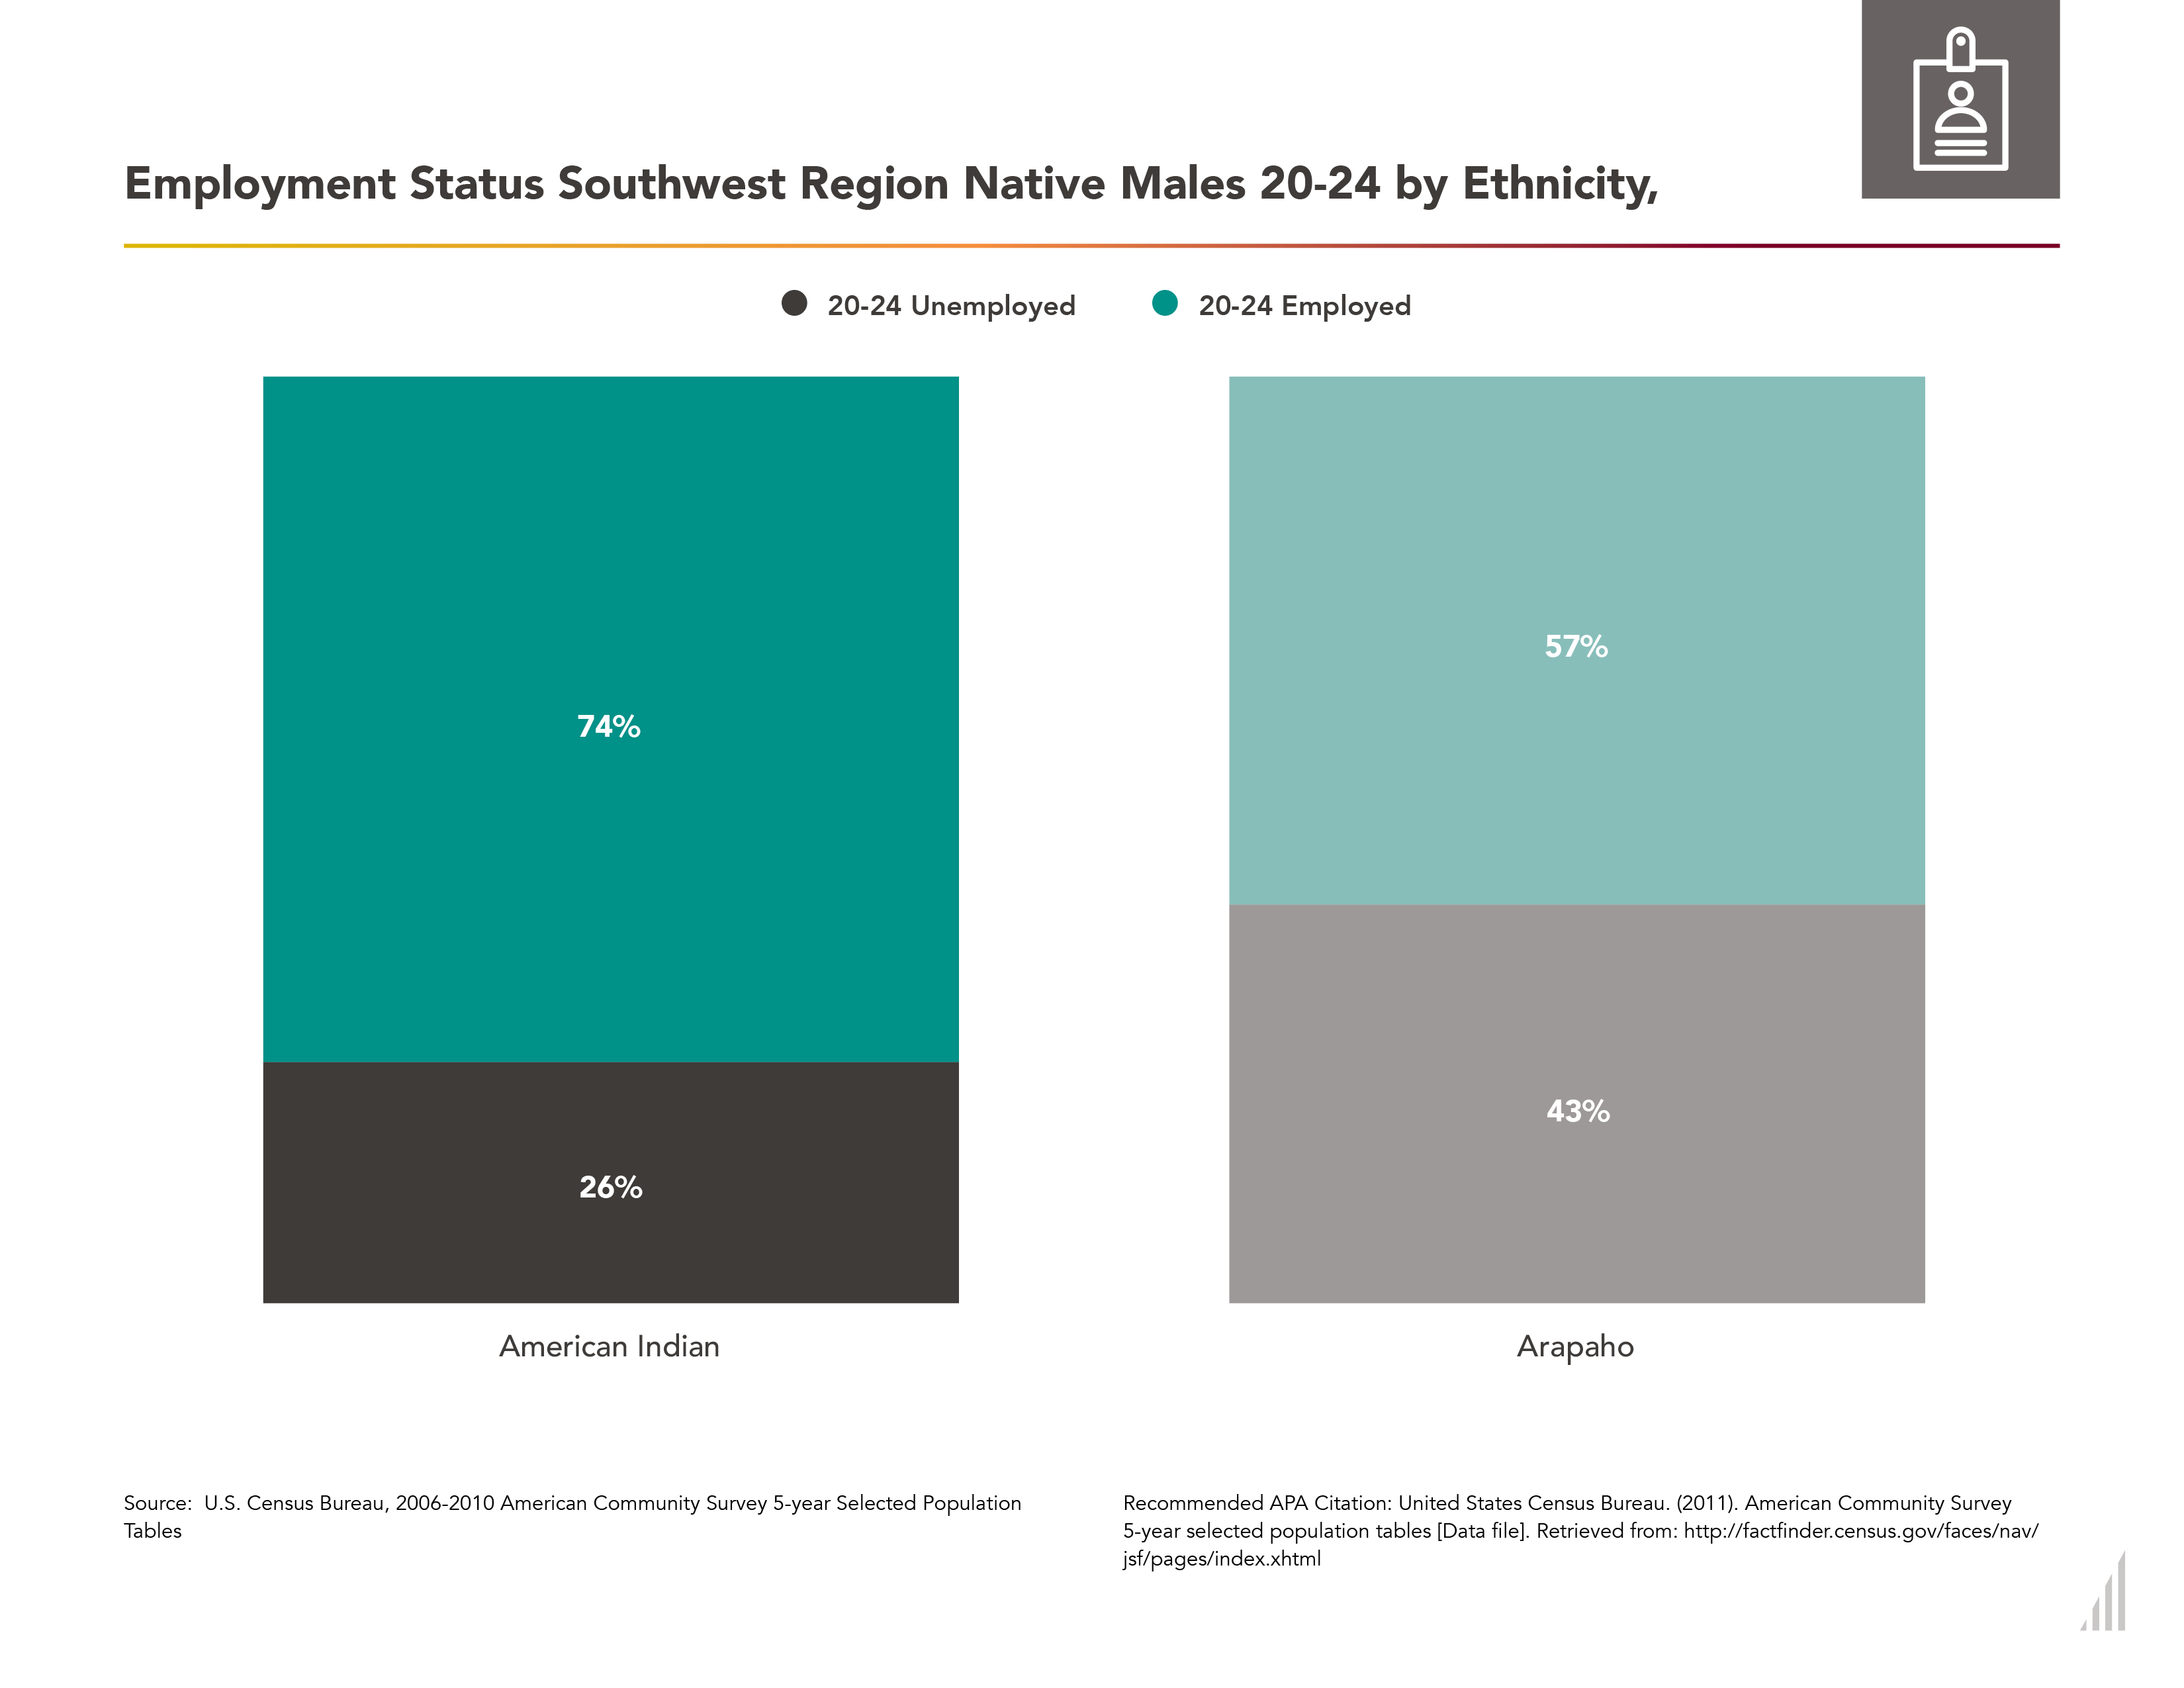 Employment Status Southwest Region Native Males 20-24 by Ethnicity,
20-24 Unemployed
20-24 Employed
74%
26%
57%
43%
American Indian
Arapaho
Source:  U.S. Census Bureau, 2006-2010 American Community Survey 5-year Selected Population
Tables
Recommended APA Citation: United States Census Bureau. (2011). American Community Survey
5-year selected population tables [Data file]. Retrieved from: http://factfinder.census.gov/faces/nav/
jsf/pages/index.xhtml